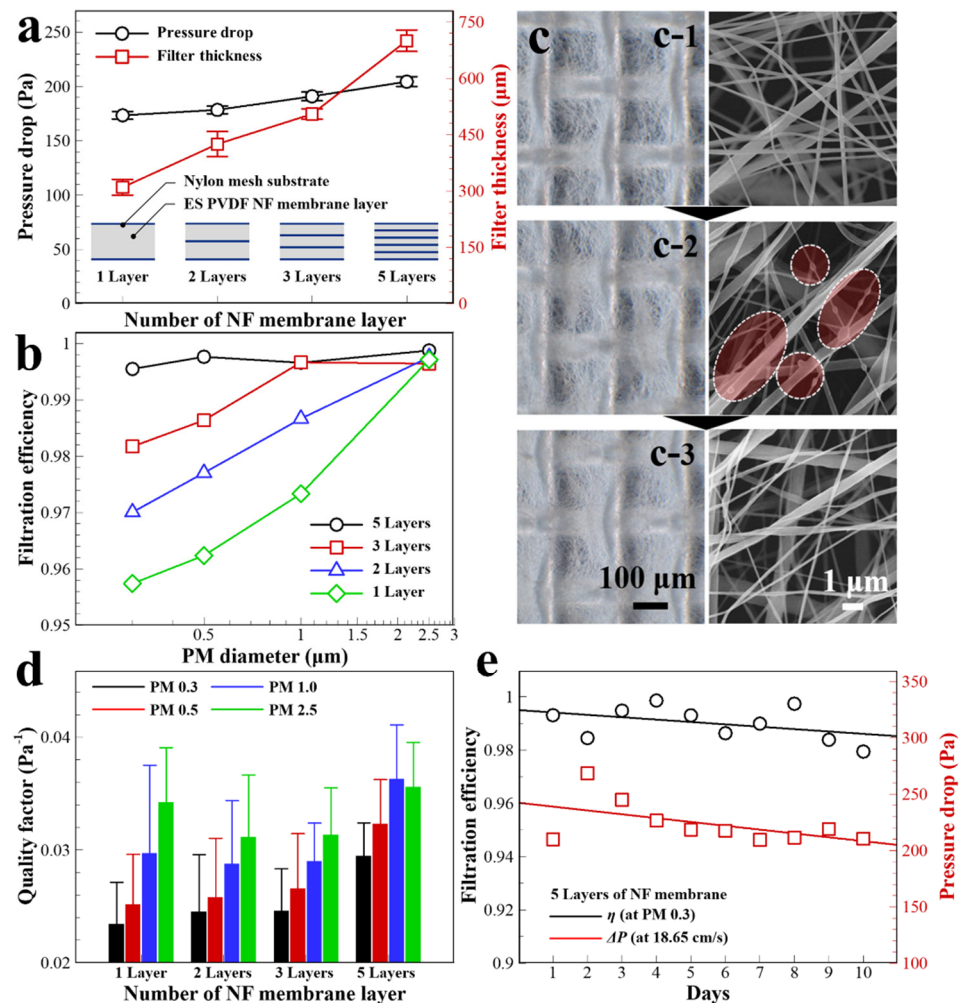 a
Pressure drop
Filter thickness
Pressure drop (Pa)
250
200
150
100
50
0
Filter thickness (μm)
750
600
450
300
150
0
Nylon mesh substrate
ES PVDF NF membrane layer
1 Layer
2 Layers
3 Layers
5 Layers
Number of NF membrane layer
b
Filtration efficiency
1
0.99
0.98
0.97
0.96
0.95
5 Layers
3 Layers
2 Layers
1 Layer
0.5
1
1.5
2
2.5
3
PM diameter (μm)
c
c-1
c-2
c-3
100 μm
1 μm
d
PM 0.3
PM 1.0
PM 0.5
PM 2.5
Quality factor (Pa⁻¹)
0.04
0.03
0.02
1 Layer
2 Layers
3 Layers
5 Layers
Number of NF membrane layer
e
Filtration efficiency
1
0.98
0.96
0.94
0.92
0.9
Pressure drop (Pa)
350
300
250
200
150
100
5 Layers of NF membrane
η (at PM 0.3)
ΔP (at 18.65 cm/s)
1 2 3 4 5 6 7 8 9 10
Days